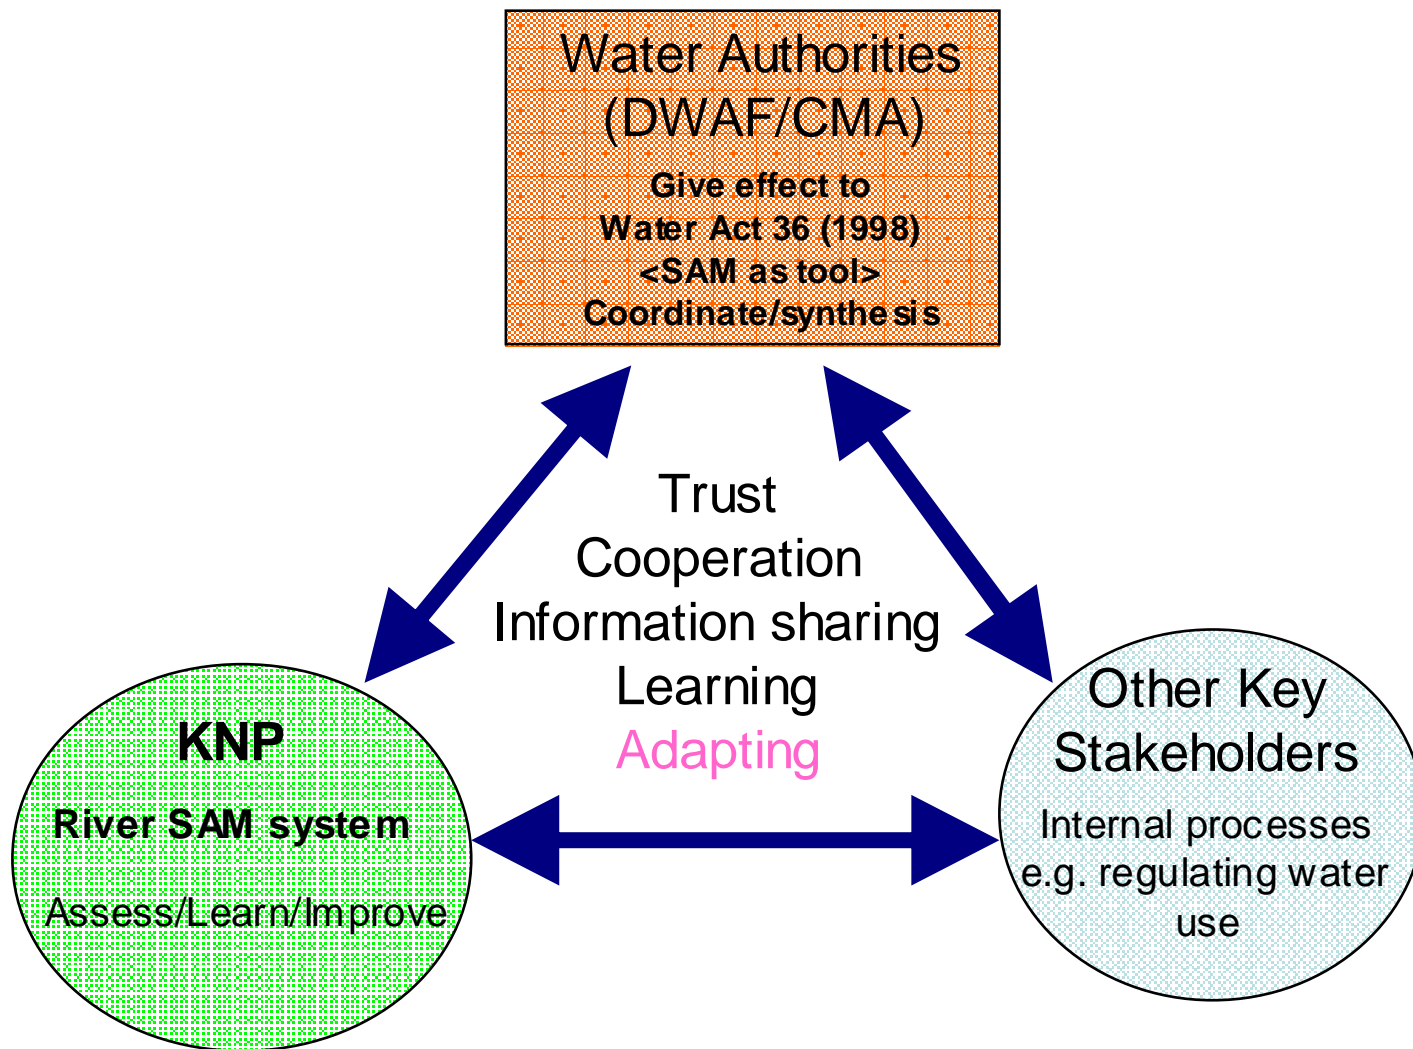 Water Authorities
(DWAF/CMA)
Give effect to
Water Act 36 (1998)
<SAM as tool>
Coordinate/synthesis
Trust
Cooperation
Information sharing
Learning
Adapting
KNP
River SAM system
Assess/Learn/Improve
Other Key
Stakeholders
Internal processes
e.g. regulating water
use